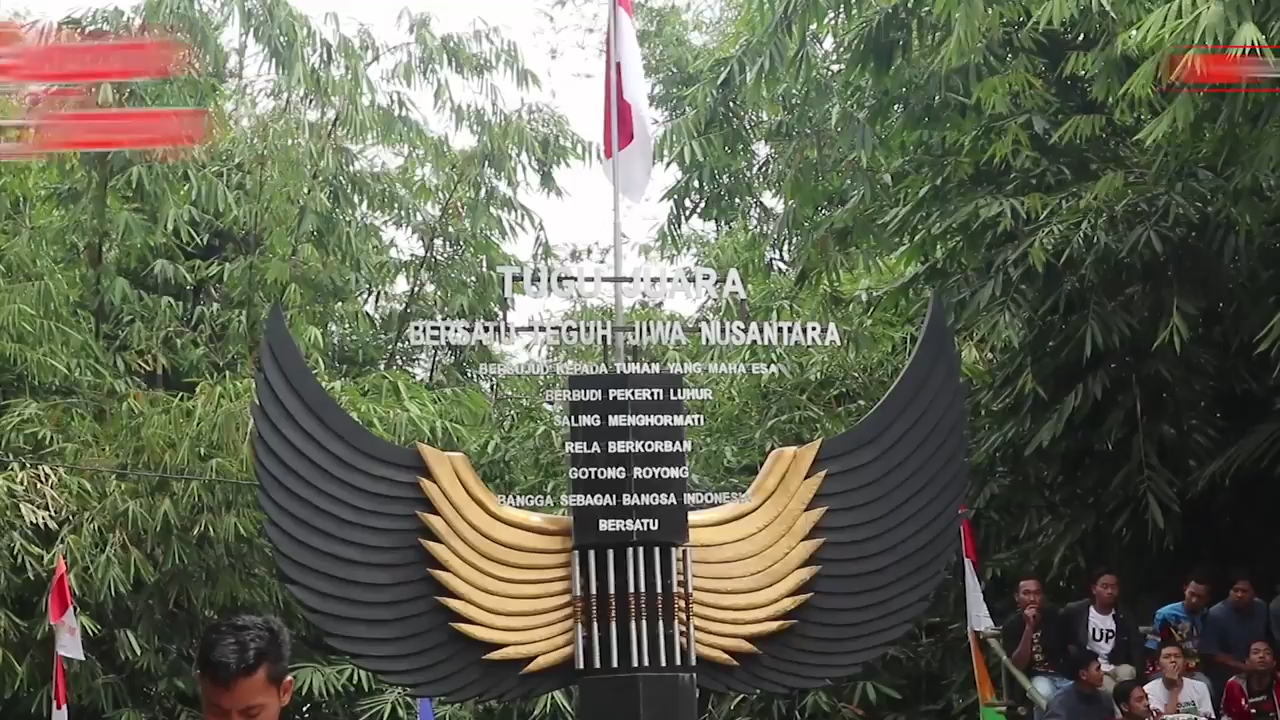 TUGU JUARA
BERSATU TEGUH JIWA NUSANTARA
BERSUJUD KEPADA TUHAN YANG MAHA ESA
BERBUDI PEKERTI LUHUR
SALING MENGHORMATI
RELA BERKORBAN
GOTONG ROYONG
BANGGA SEBAGAI BANGSA INDONESIA
BERSATU
UP